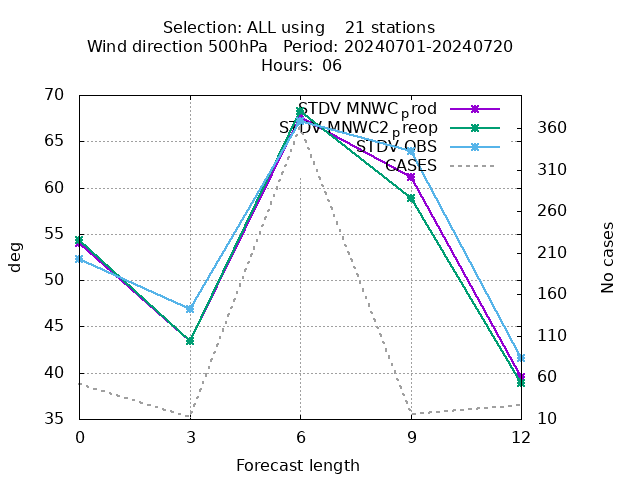 Selection: ALL using 21 stations
Wind direction 500hPa Period: 20240701-20240720
Hours: 06
STDV MNWCprod
STDV MNWC2preop
STDV OBS
CASES
70
65
60
55
50
45
40
35
360
310
260
210
160
110
60
10
0 3 6 9 12
deg
No cases
Forecast length